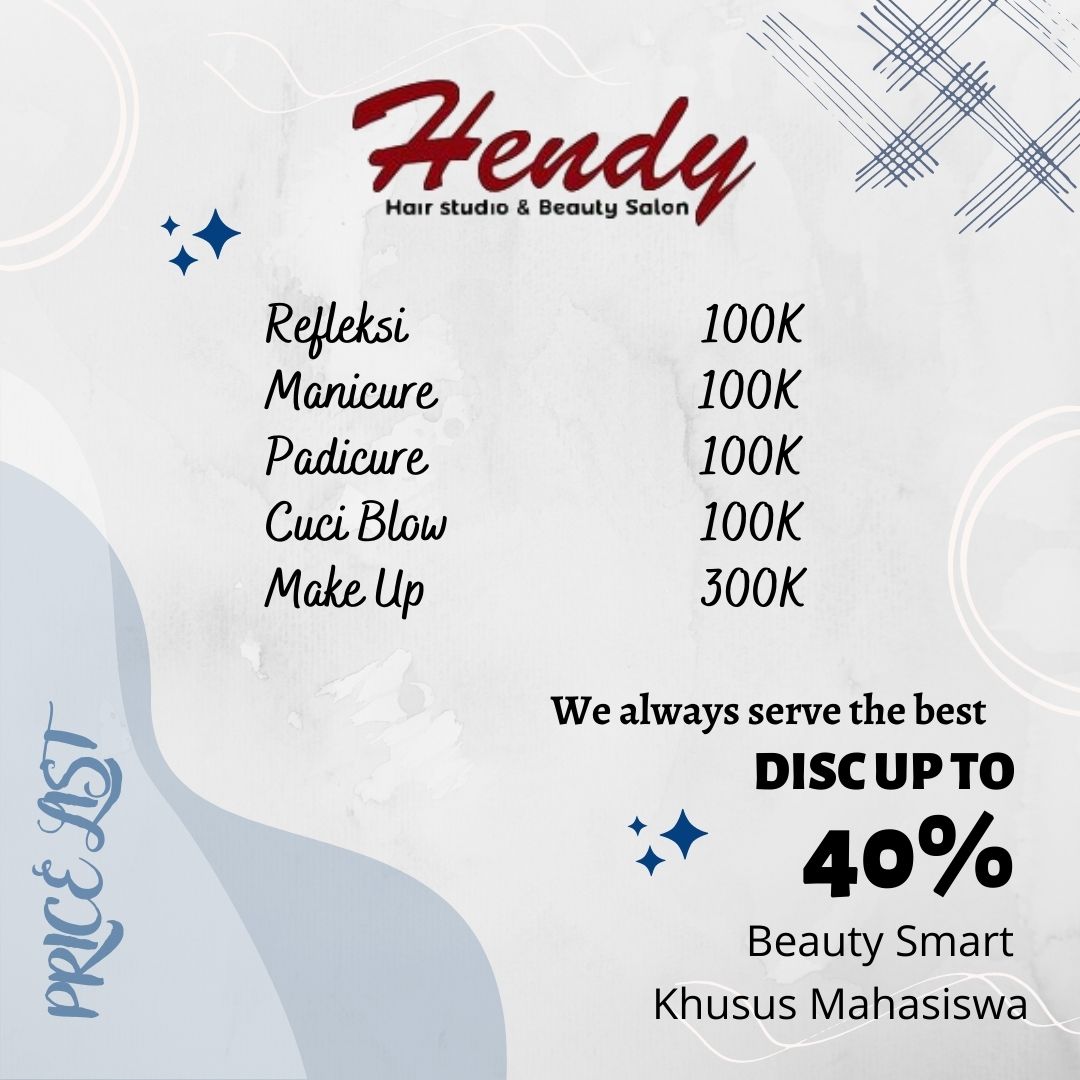 Hendy
Hair studio & Beauty Salon
Refleksi 100K
Manicure 100K
Padicure 100K
Cuci Blow 100K
Make Up 300K
We always serve the best
DISC UP TO
40%
Beauty Smart
Khusus Mahasiswa
PRICE LAST